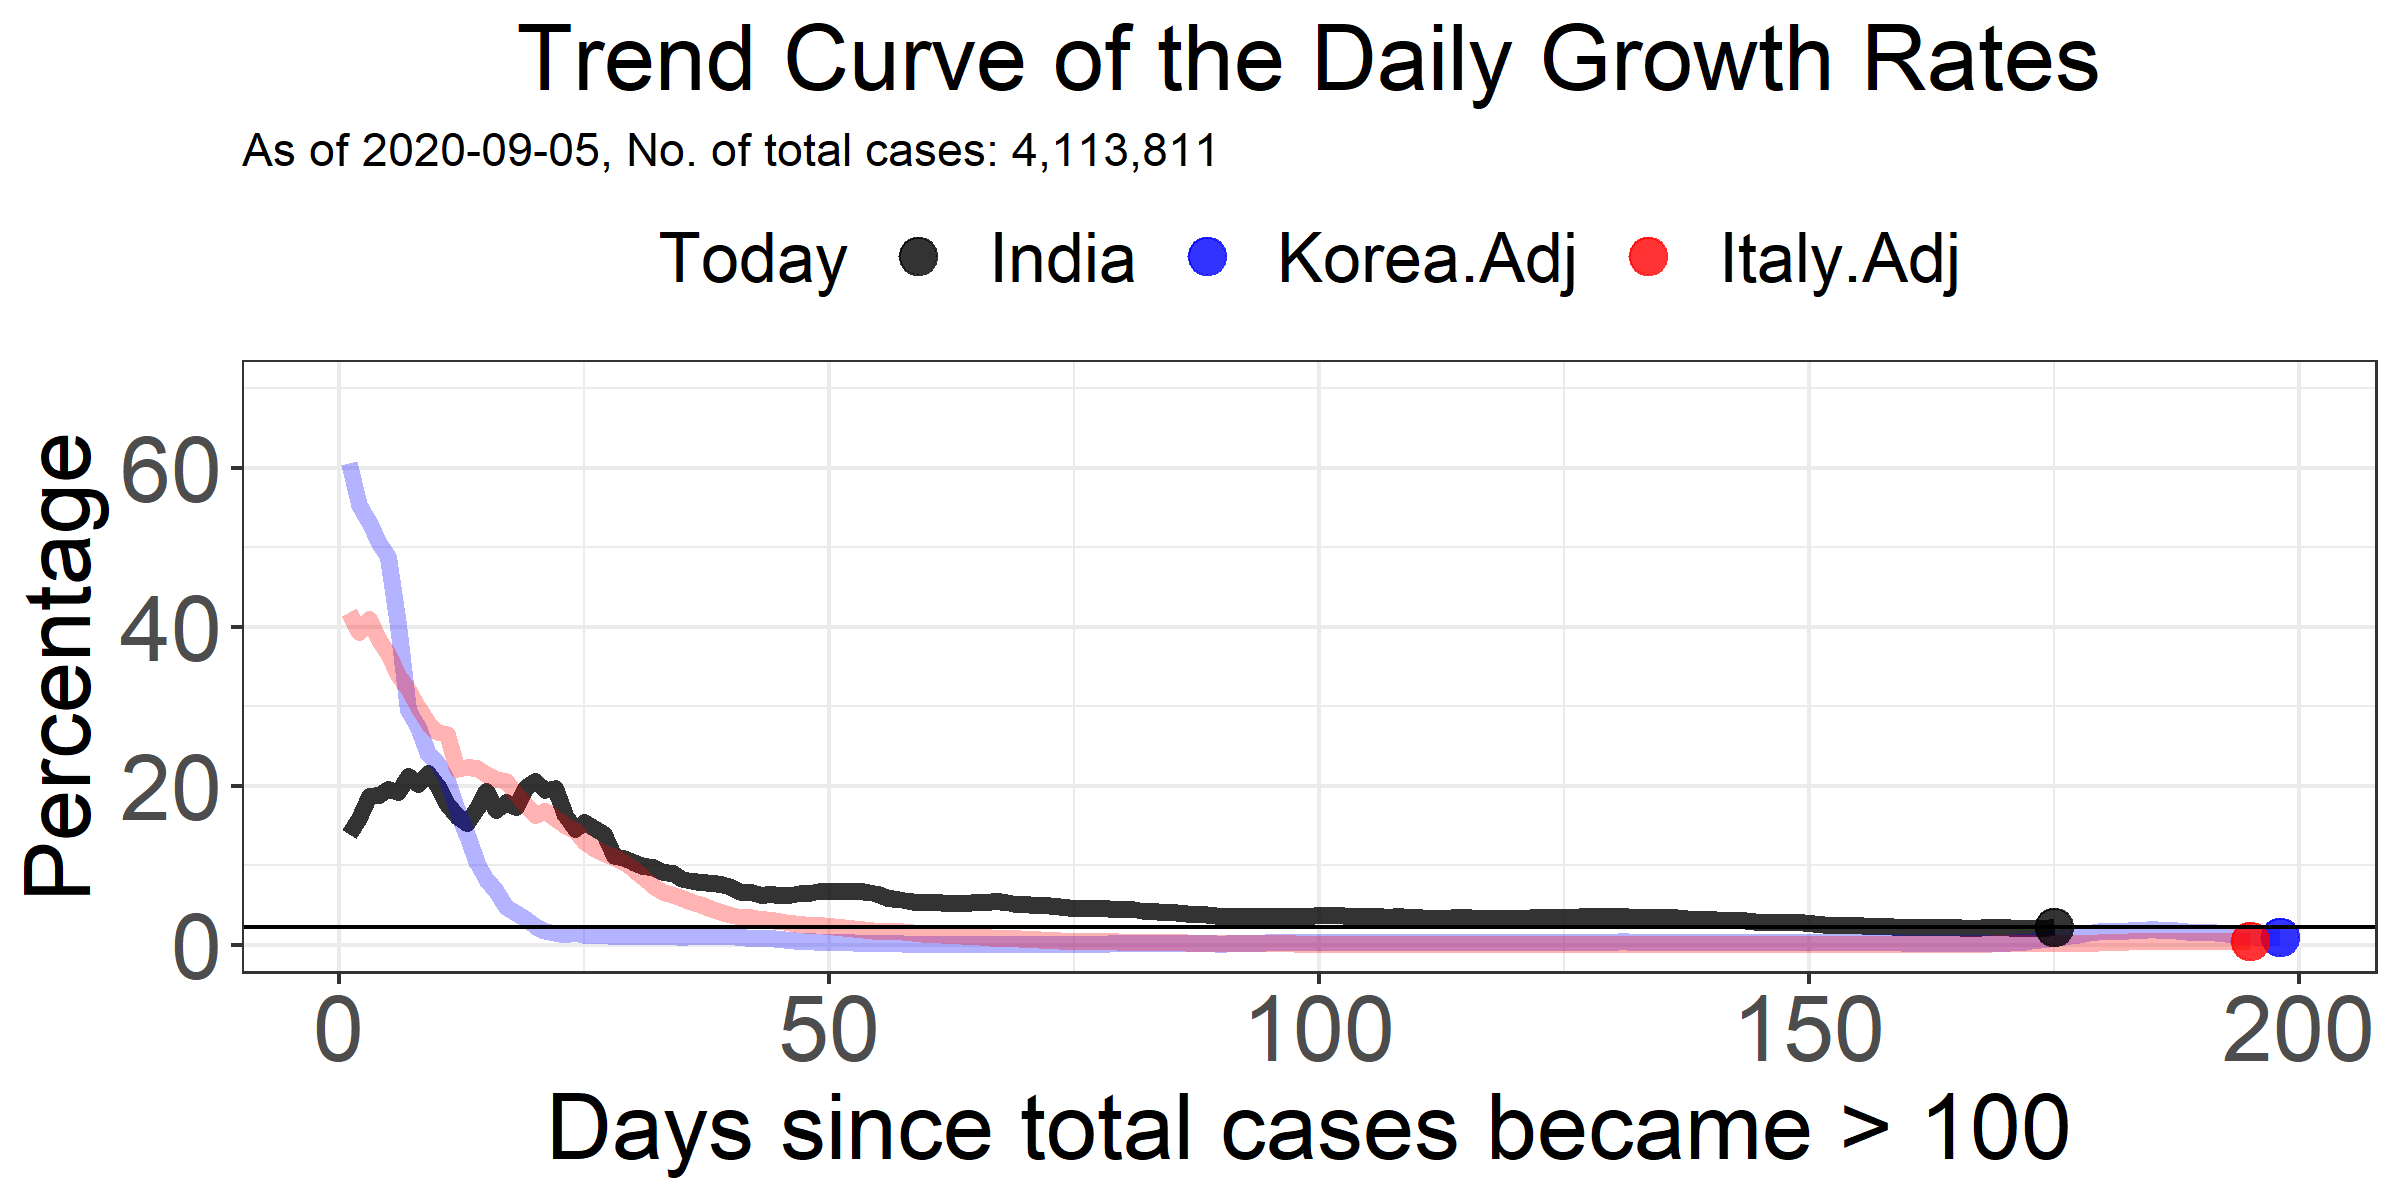 Trend Curve of the Daily Growth Rates
As of 2020-09-05, No. of total cases: 4,113,811
Today India Korea.Adj Italy.Adj
Percentage
60
40
20
0
0 50 100 150 200
Days since total cases became > 100